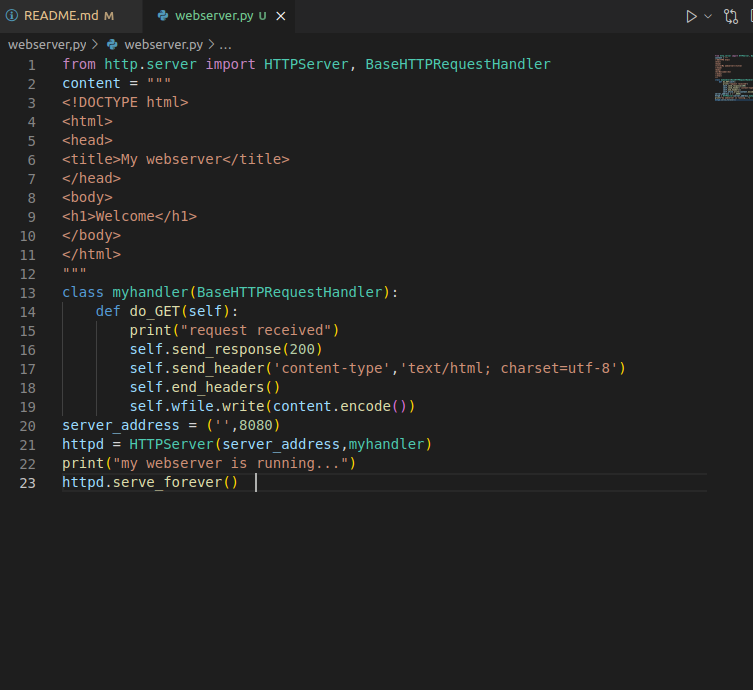 README.md M webserver.py U
webserver,py > webserver.py > ...
1 from http.server import HTTPServer, BaseHTTPRequestHandler
2 content = """
3 <!DOCTYPE html>
4 <html>
5 <head>
6 <title>My webserver</title>
7 </head>
8 <body>
9 <h1>Welcome</h1>
10 </body>
11 </html>
12 """
13 class myhandler(BaseHTTPRequestHandler):
14     def do_GET(self):
15         print("request received")
16         self.send_response(200)
17         self.send_header('content-type','text/html; charset=utf-8')
18         self.end_headers()
19         self.wfile.write(content.encode())
20 server_address = ('',8080)
21 httpd = HTTPServer(server_address,myhandler)
22 print("my webserver is running...")
23 httpd.serve_forever()